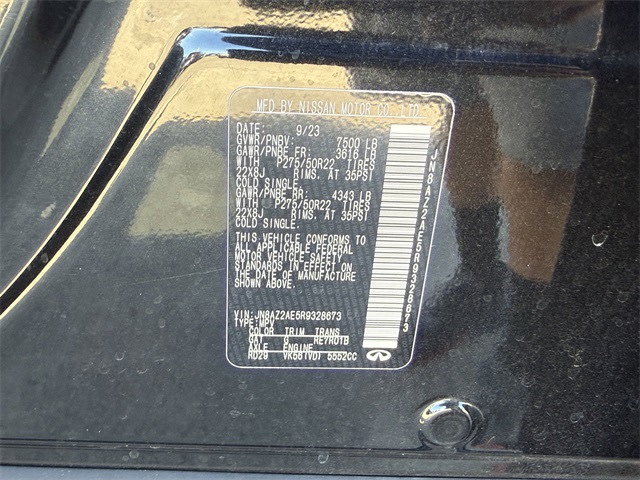 MFD BY NISSAN MOTOR CO., LTD.
DATE: 9/23
GVWR/PNBV: 7500 LB
GAWR/PNBE FR: 3616 LB
WITH P275/50R22 TIRES
22X8J RIMS. AT 35PSI
COLD SINGLE.
GAWR/PNBE RR: 4343 LB
WITH P275/50R22 TIRES
22X8J RIMS. AT 35PSI
COLD SINGLE.
THIS VEHICLE CONFORMS TO
ALL APPLICABLE FEDERAL
MOTOR VEHICLE SAFETY
STANDARDS IN EFFECT ON
THE DATE OF MANUFACTURE
SHOWN ABOVE.
VIN: JN8AZ2AE5R9328673
TYPE: MPV
COLOR TRIM TRANS
GAT G RE7R01B
AXLE ENGINE
RD29 VK56(VD) 5552CC
JN8AZ2AE5R9328673